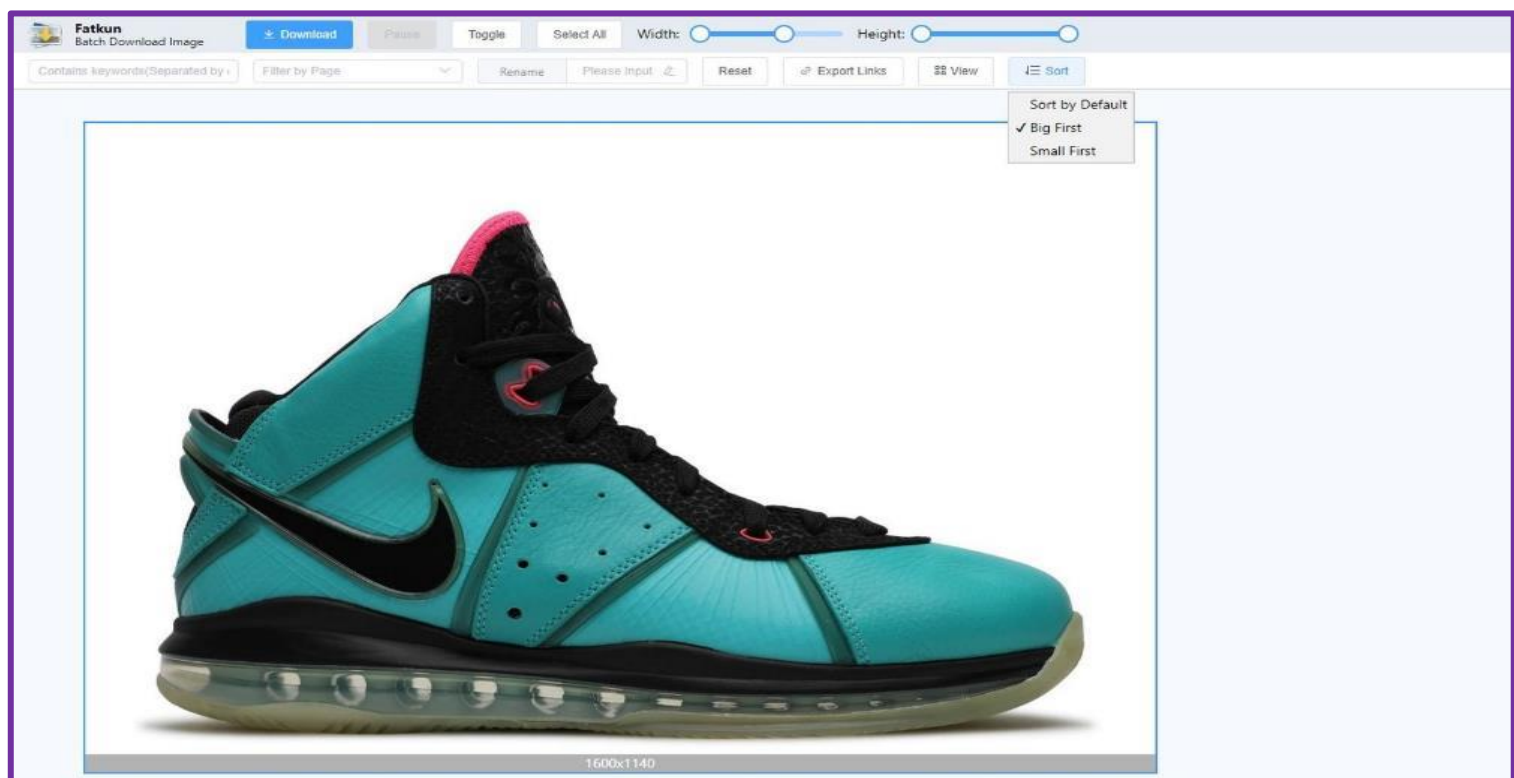 Fatkun
Batch Download Image
Download
Pause
Toggle
Select All
Width:
Height:
Contains keywords(Separated by
Filter by Page
Rename
Please Input
Reset
Export Links
View
Sort
Sort by Default
✓ Big First
Small First
1600x1140